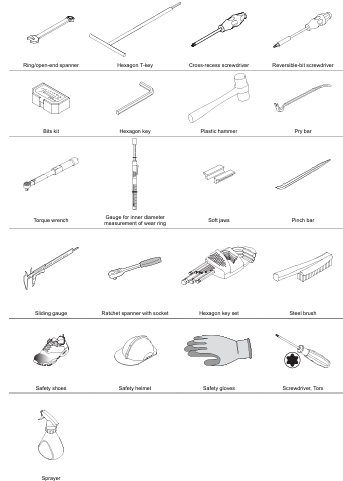 Ring/open-end spanner
Hexagon T-key
Cross-recess screwdriver
Reversible-bit screwdriver
Bits kit
Hexagon key
Plastic hammer
Pry bar
Torque wrench
Gauge for inner diameter
measurement of wear ring
Soft jaws
Pinch bar
Sliding gauge
Ratchet spanner with socket
Hexagon key set
Steel brush
Safety shoes
Safety helmet
Safety gloves
Screwdriver, Torx
Sprayer